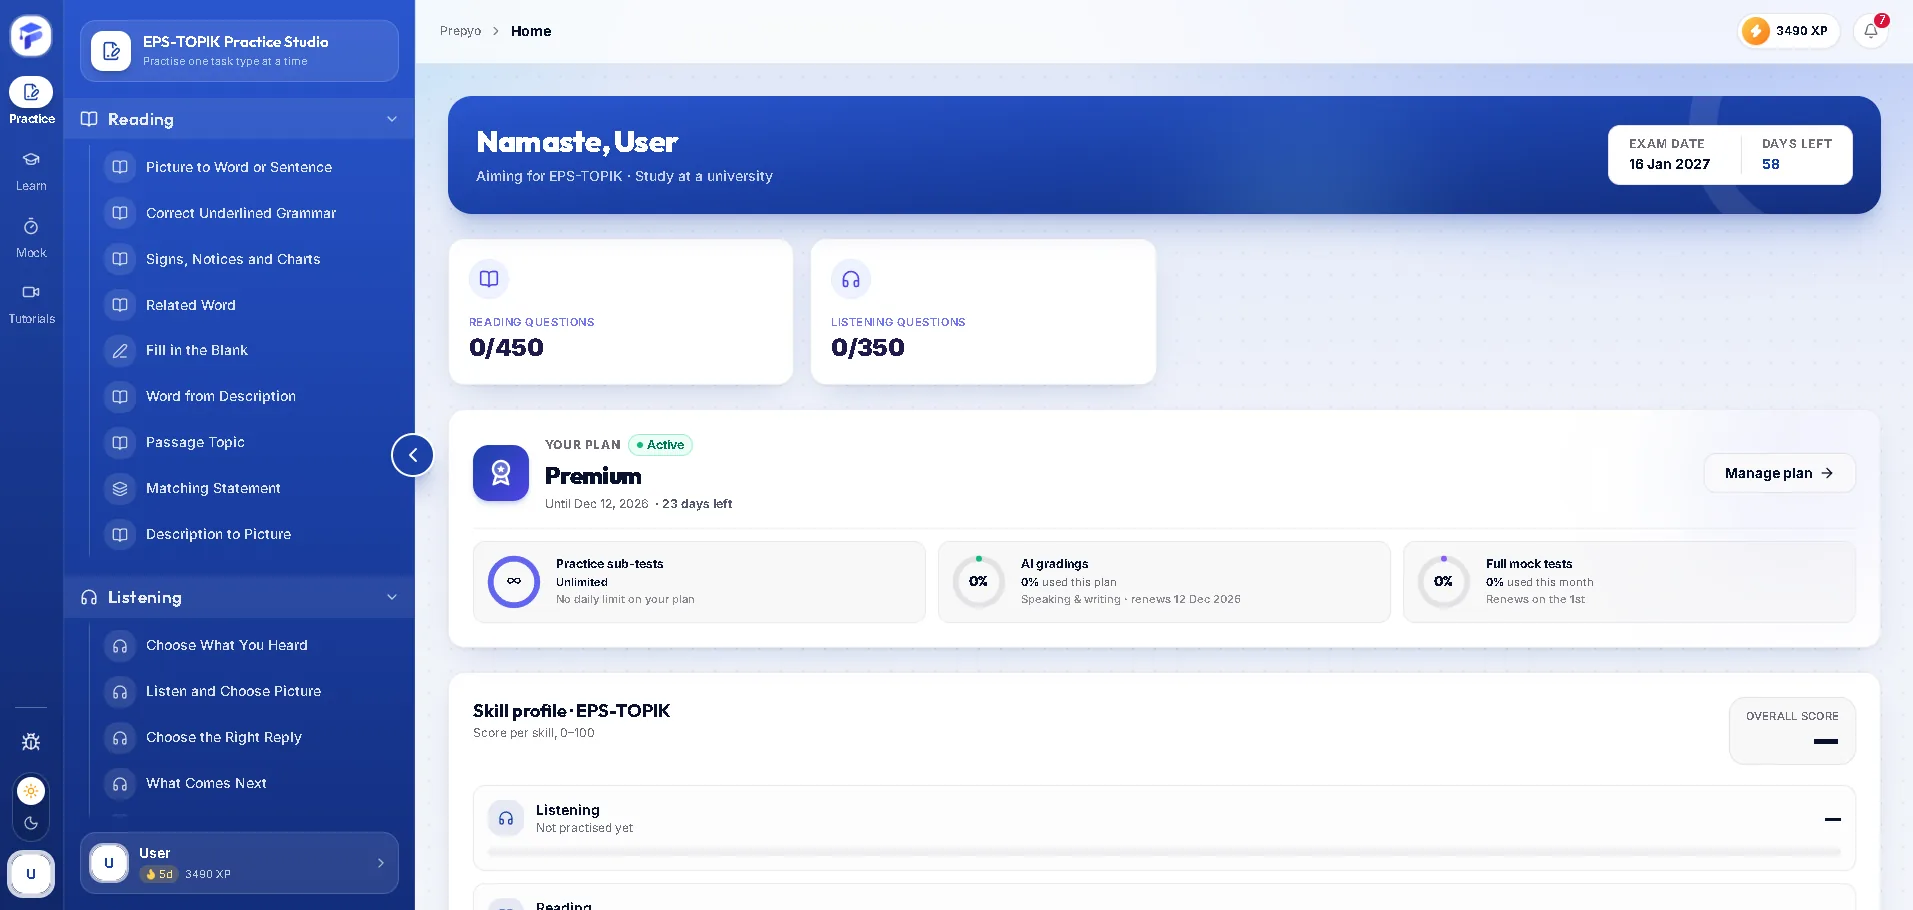 Practice
Learn
Mock
Tutorials
U
EPS-TOPIK Practice Studio
Practise one task type at a time
Reading
Picture to Word or Sentence
Correct Underlined Grammar
Signs, Notices and Charts
Related Word
Fill in the Blank
Word from Description
Passage Topic
Matching Statement
Description to Picture
Listening
Choose What You Heard
Listen and Choose Picture
Choose the Right Reply
What Comes Next
U
User
5d 3490 XP
Prepyo > Home
3490 XP
7
Namaste, User
Aiming for EPS-TOPIK · Study at a university
EXAM DATE
16 Jan 2027
DAYS LEFT
58
READING QUESTIONS
0/450
LISTENING QUESTIONS
0/350
YOUR PLAN
Active
Premium
Until Dec 12, 2026 · 23 days left
Manage plan →
∞
Practice sub-tests
Unlimited
No daily limit on your plan
0%
AI gradings
0% used this plan
Speaking & writing · renews 12 Dec 2026
0%
Full mock tests
0% used this month
Renews on the 1st
Skill profile · EPS-TOPIK
Score per skill, 0–100
OVERALL SCORE
—
Listening
Not practised yet
—
Reading